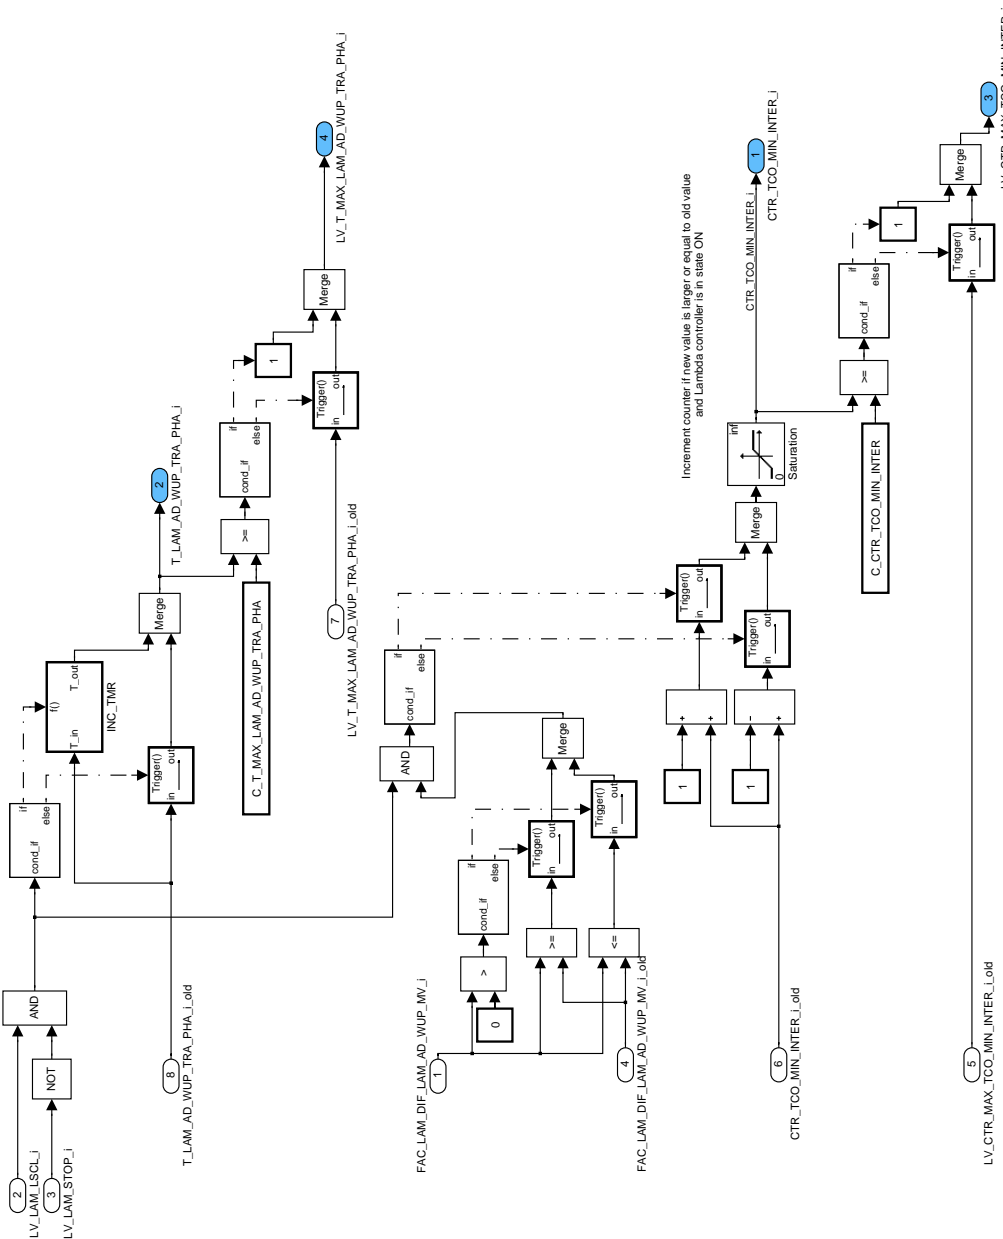 2
LV_LAM_LSCL_i
3
LV_LAM_STOP_i
NOT
AND
cond_if
if
else
8
T_LAM_AD_WUP_TRA_PHA_i_old
T_in
f()
T_out
INC_TMR
Trigger()
in
out
Merge
2
T_LAM_AD_WUP_TRA_PHA_i
C_T_MAX_LAM_AD_WUP_TRA_PHA
>=
cond_if
if
else
1
7
LV_T_MAX_LAM_AD_WUP_TRA_PHA_i_old
Trigger()
in
out
Merge
4
LV_T_MAX_LAM_AD_WUP_TRA_PHA_i
FAC_LAM_DIF_LAM_AD_WUP_MV_i
1
4
FAC_LAM_DIF_LAM_AD_WUP_MV_i_old
0
>
>=
<=
cond_if
if
else
Trigger()
in
out
Trigger()
in
out
Merge
AND
cond_if
if
else
6
CTR_TCO_MIN_INTER_i_old
1
+
+
1
-
+
Trigger()
in
out
Trigger()
in
out
Merge
Increment counter if new value is larger or equal to old value
and Lambda controller is in state ON
inf
0
Saturation
CTR_TCO_MIN_INTER_i
1
CTR_TCO_MIN_INTER_i
C_CTR_TCO_MIN_INTER
>=
cond_if
if
else
1
5
LV_CTR_MAX_TCO_MIN_INTER_i_old
Trigger()
in
out
Merge
3